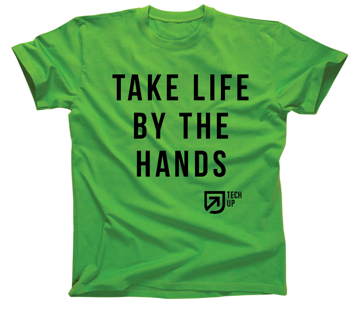 TAKE LIFE
BY THE
HANDS
TECH
UP